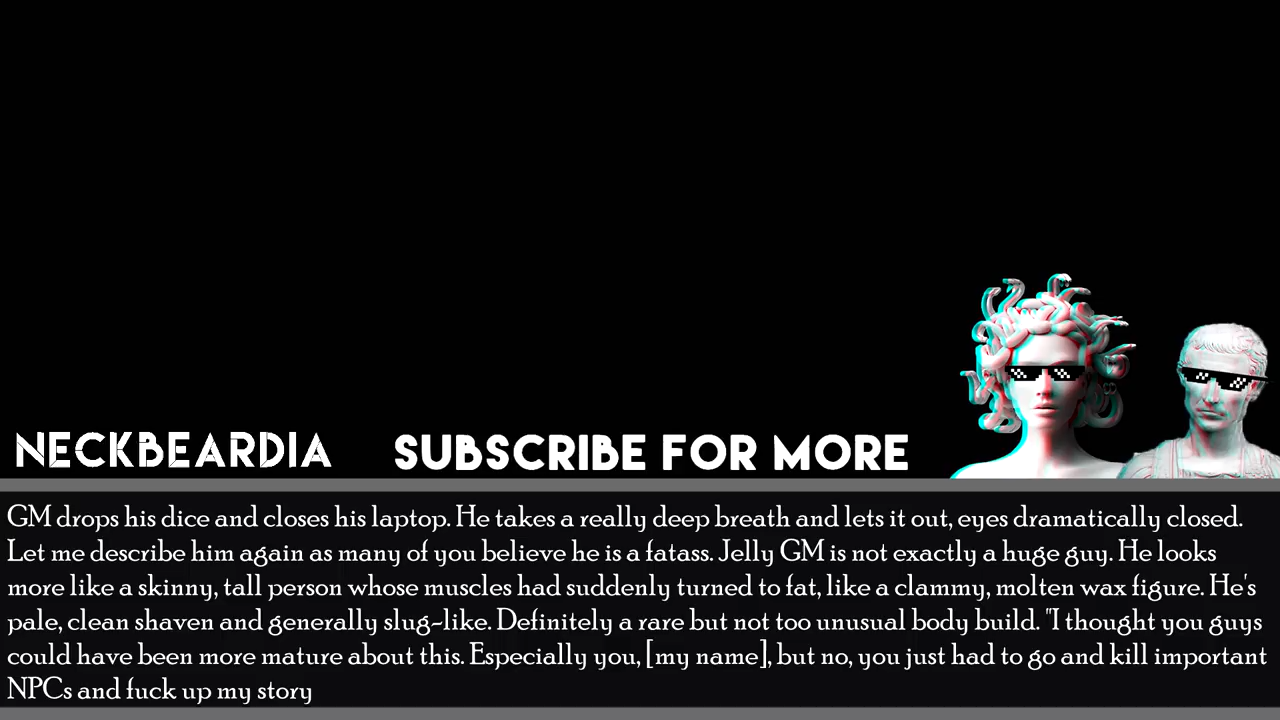 NECKBEARDIA
SUBSCRIBE FOR MORE
GM drops his dice and closes his laptop. He takes a really deep breath and lets it out, eyes dramatically closed.
Let me describe him again as many of you believe he is a fatass. Jelly GM is not exactly a huge guy. He looks
more like a skinny, tall person whose muscles had suddenly turned to fat, like a clammy, molten wax figure. He's
pale, clean shaven and generally slug-like. Definitely a rare but not too unusual body build. "I thought you guys
could have been more mature about this. Especially you, [my name], but no, you just had to go and kill important
NPCs and fuck up my story